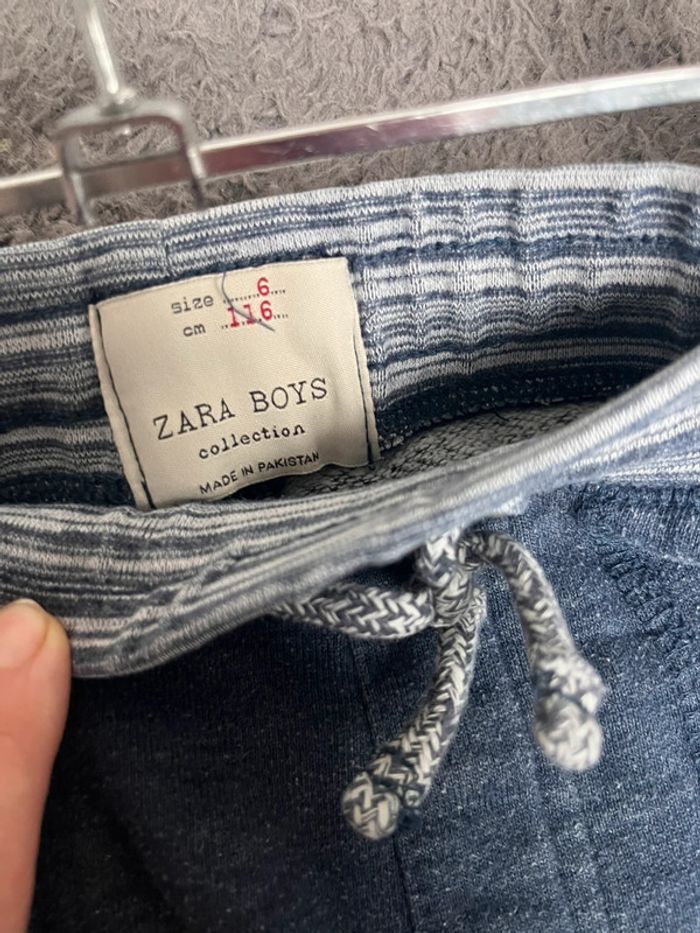 size ......6....
cm ..116....
ZARA BOYS
collection
MADE IN PAKISTAN